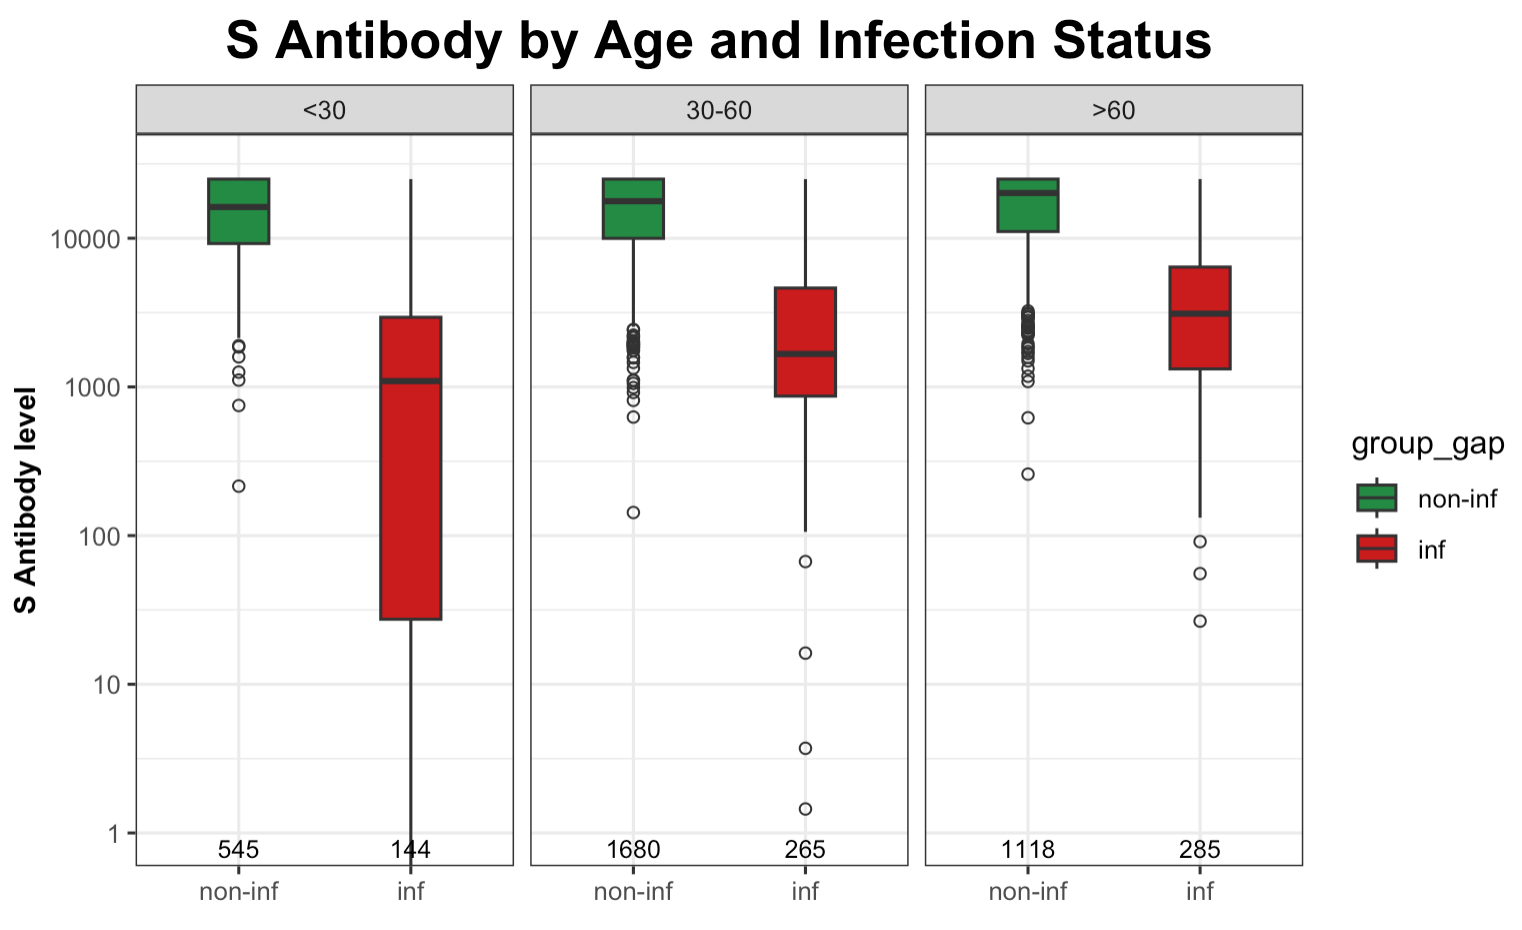 S Antibody by Age and Infection Status
<30
30-60
>60
S Antibody level
10000
1000
100
10
1
545
144
1680
265
1118
285
non-inf
inf
non-inf
inf
non-inf
inf
group_gap
non-inf
inf